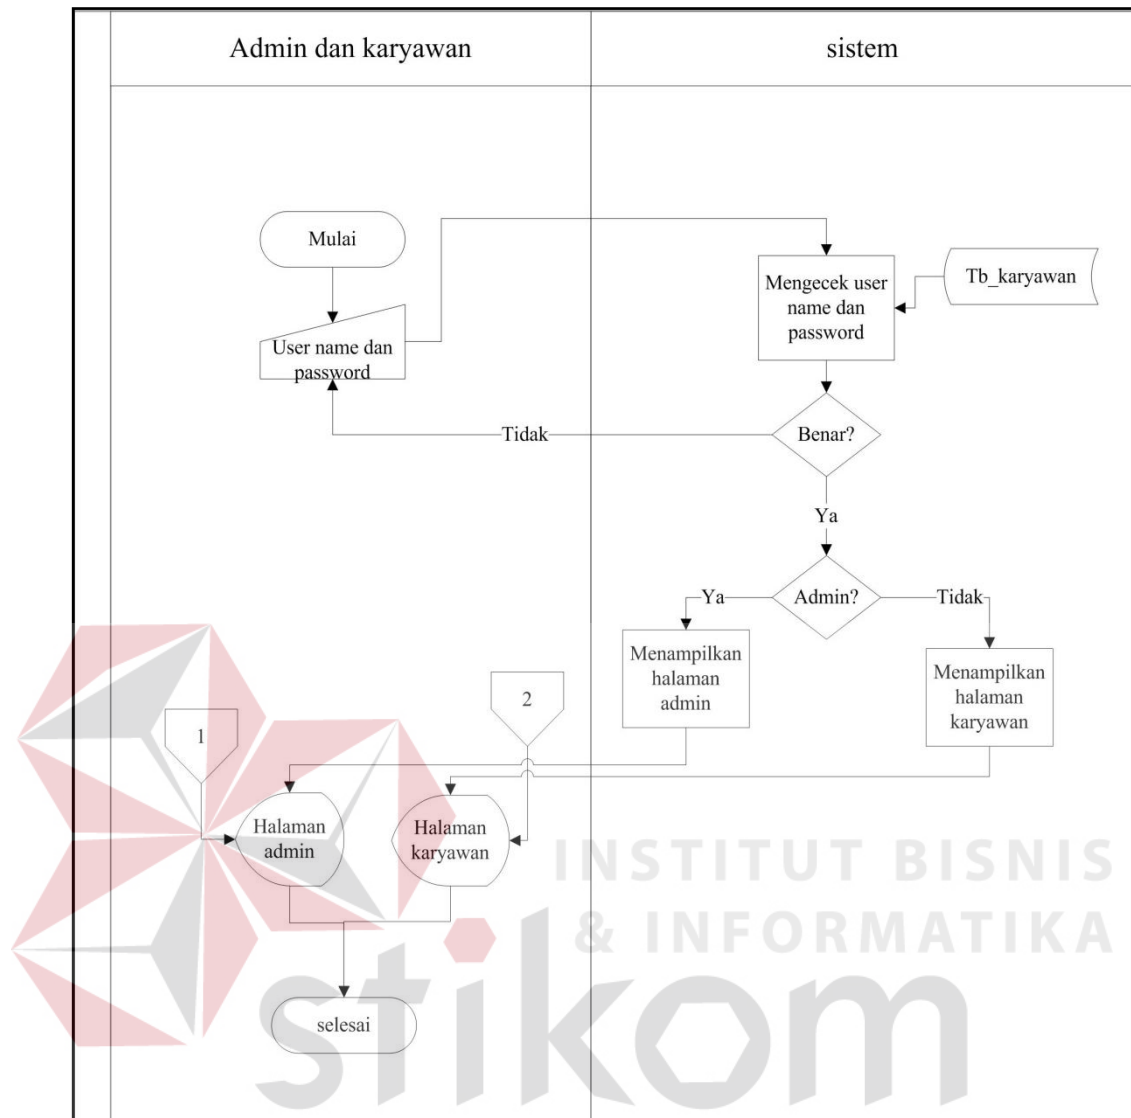 Admin dan karyawan
sistem
Mulai
User name dan
password
Mengecek user
name dan
password
Tb_karyawan
Tidak
Benar?
Ya
Ya
Admin?
Tidak
Menampilkan
halaman
admin
Menampilkan
halaman
karyawan
2
1
Halaman
admin
Halaman
karyawan
selesai
INSTITUT BISNIS
& INFORMATIKA
stikom